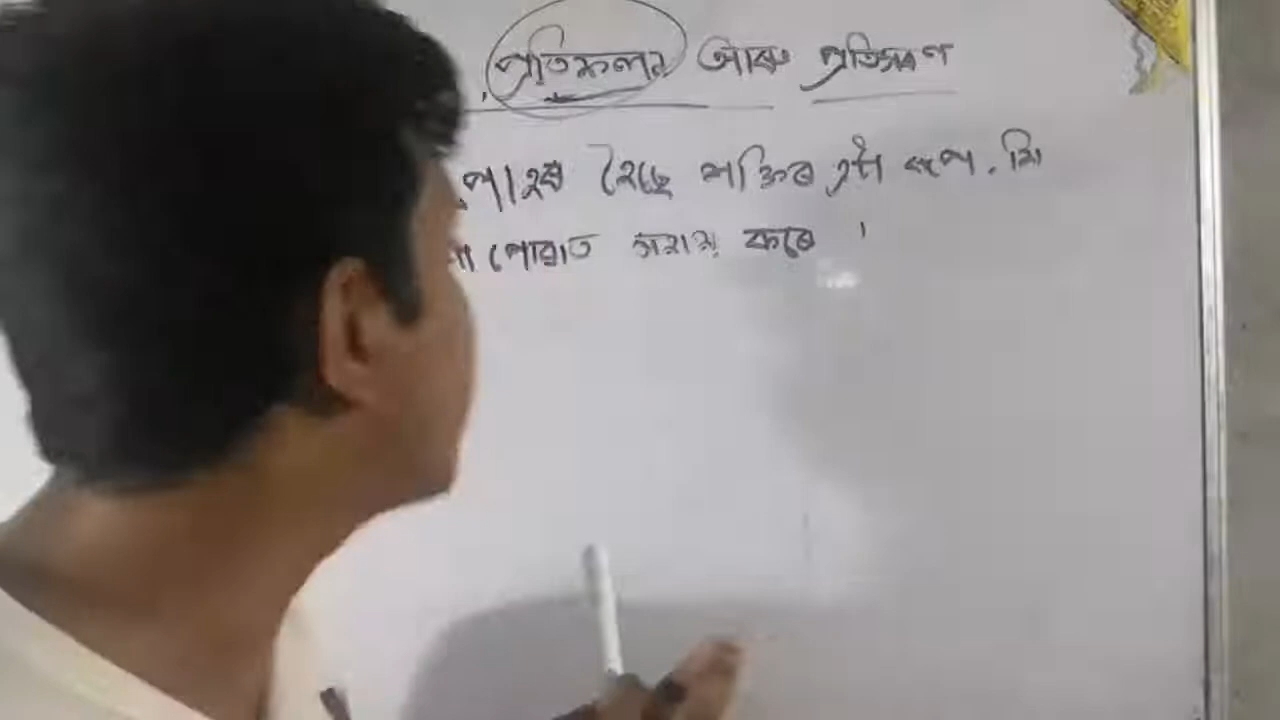 প্ৰতিফলন আৰু প্ৰতিসৰণ
পোহৰ হৈছে শক্তিৰ এটা ৰূপ, যি
পোৱাত সহায় কৰে ।